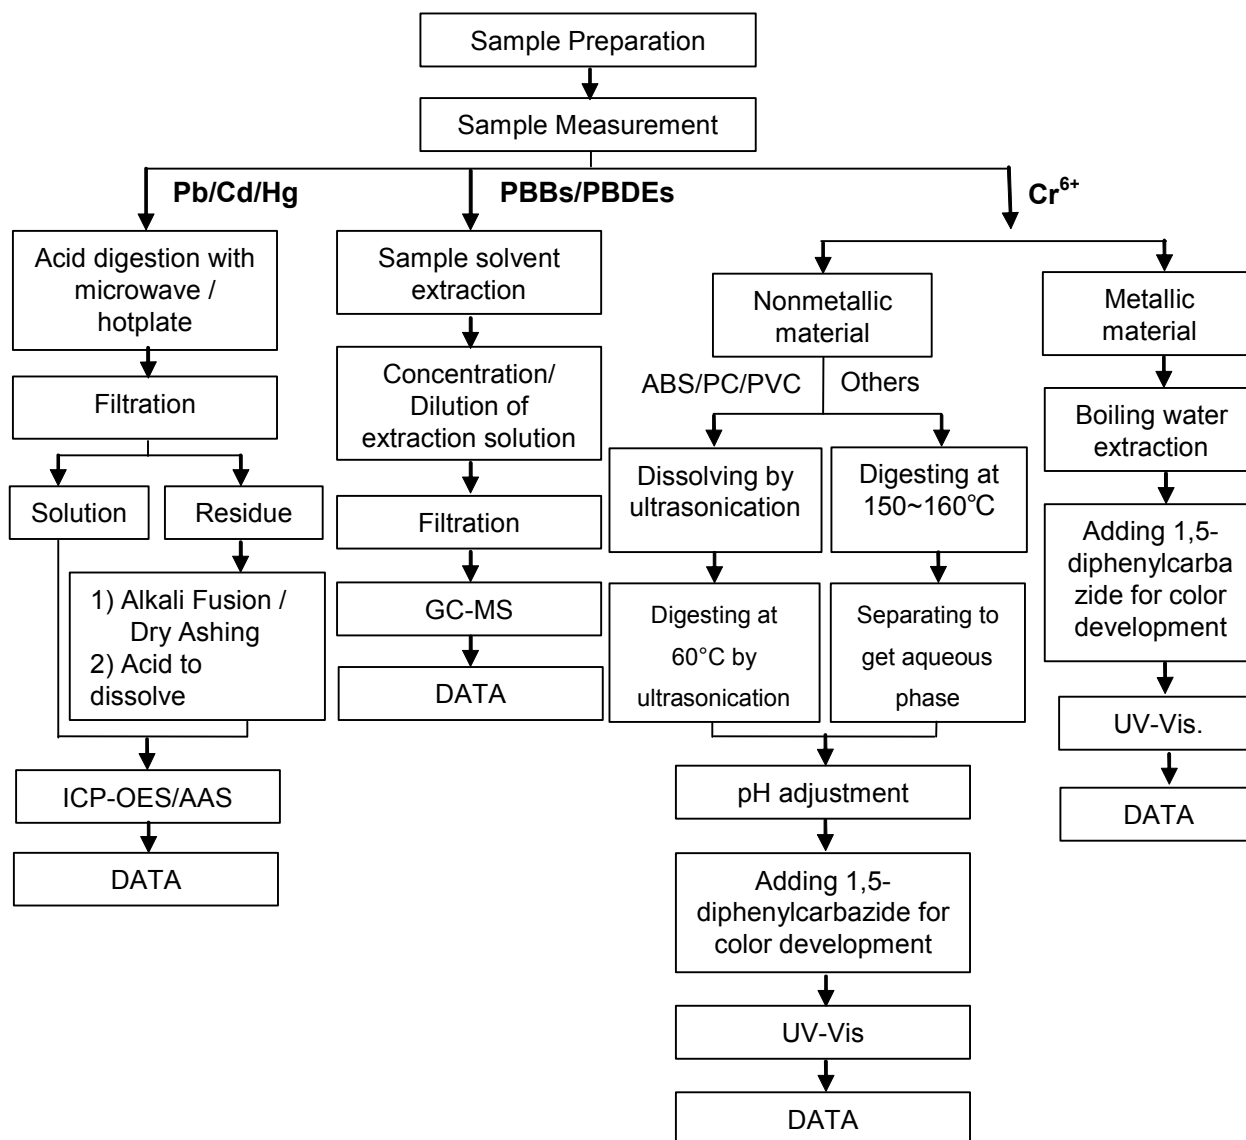 Sample Preparation
Sample Measurement
Pb/Cd/Hg
PBBs/PBDEs
Cr6+
Acid digestion with
microwave /
hotplate
Filtration
Solution
Residue
1) Alkali Fusion /
Dry Ashing
2) Acid to
dissolve
ICP-OES/AAS
DATA
Sample solvent
extraction
Concentration/
Dilution of
extraction solution
Filtration
GC-MS
DATA
Nonmetallic
material
ABS/PC/PVC
Others
Dissolving by
ultrasonication
Digesting at
60°C by
ultrasonication
Digesting at
150~160℃
Separating to
get aqueous
phase
pH adjustment
Adding 1,5-
diphenylcarbazide for
color development
UV-Vis
DATA
Metallic
material
Boiling water
extraction
Adding 1,5-
diphenylcarba
zide for color
development
UV-Vis.
DATA